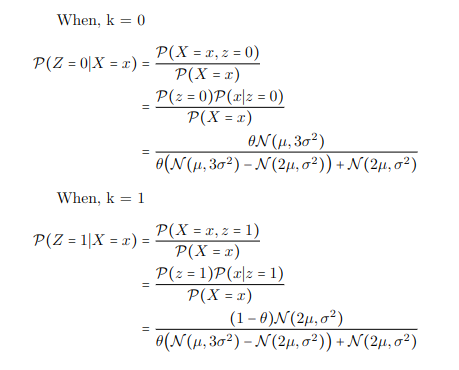 When, k = 0
𝒫(Z = 0|X = x) = 𝒫(X = x, z = 0) / 𝒫(X = x)
= 𝒫(z = 0)𝒫(x|z = 0) / 𝒫(X = x)
= θ𝒩(μ, 3σ²) / θ(𝒩(μ, 3σ²) − 𝒩(2μ, σ²)) + 𝒩(2μ, σ²)
When, k = 1
𝒫(Z = 1|X = x) = 𝒫(X = x, z = 1) / 𝒫(X = x)
= 𝒫(z = 1)𝒫(x|z = 1) / 𝒫(X = x)
= (1 − θ)𝒩(2μ, σ²) / θ(𝒩(μ, 3σ²) − 𝒩(2μ, σ²)) + 𝒩(2μ, σ²)